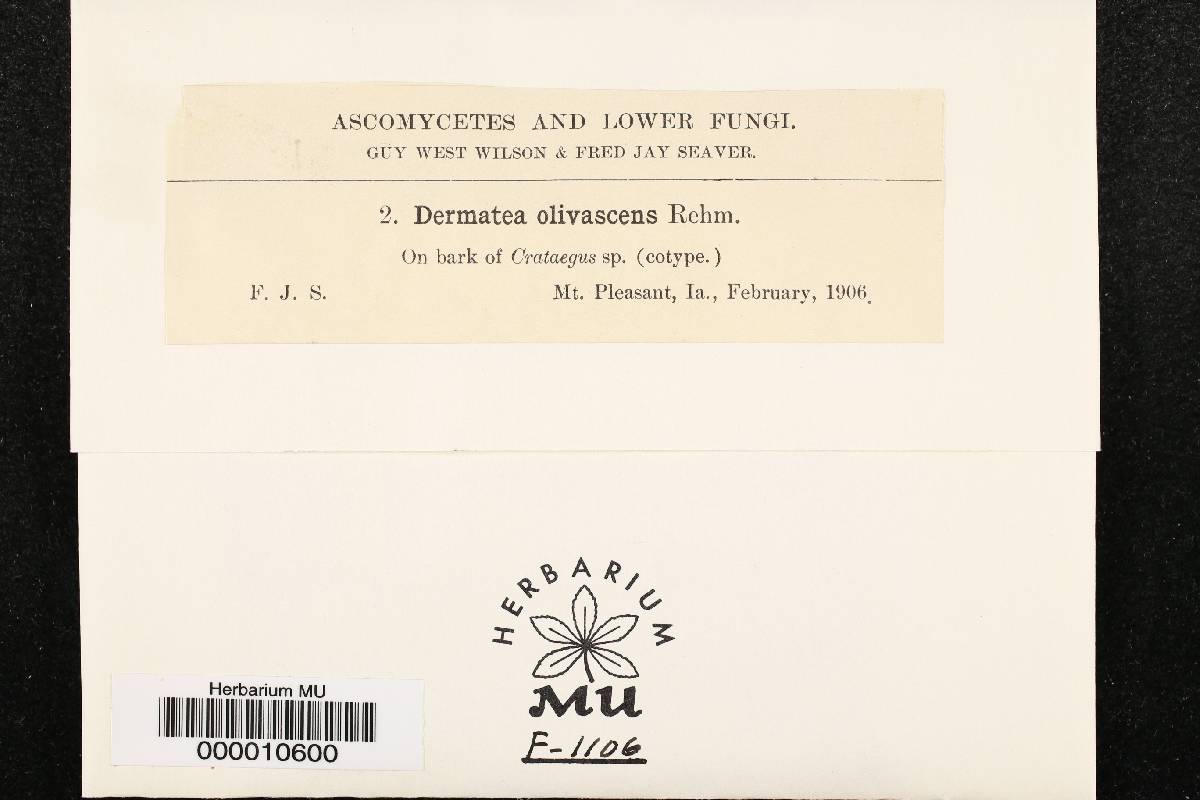 ASCOMYCETES AND LOWER FUNGI.
GUY WEST WILSON & FRED JAY SEAVER.
2. Dermatea olivascens Rehm.
On bark of Crataegus sp. (cotype.)
F. J. S. Mt. Pleasant, Ia., February, 1906.
HERBARIUM
MU
F-1106
Herbarium MU
000010600